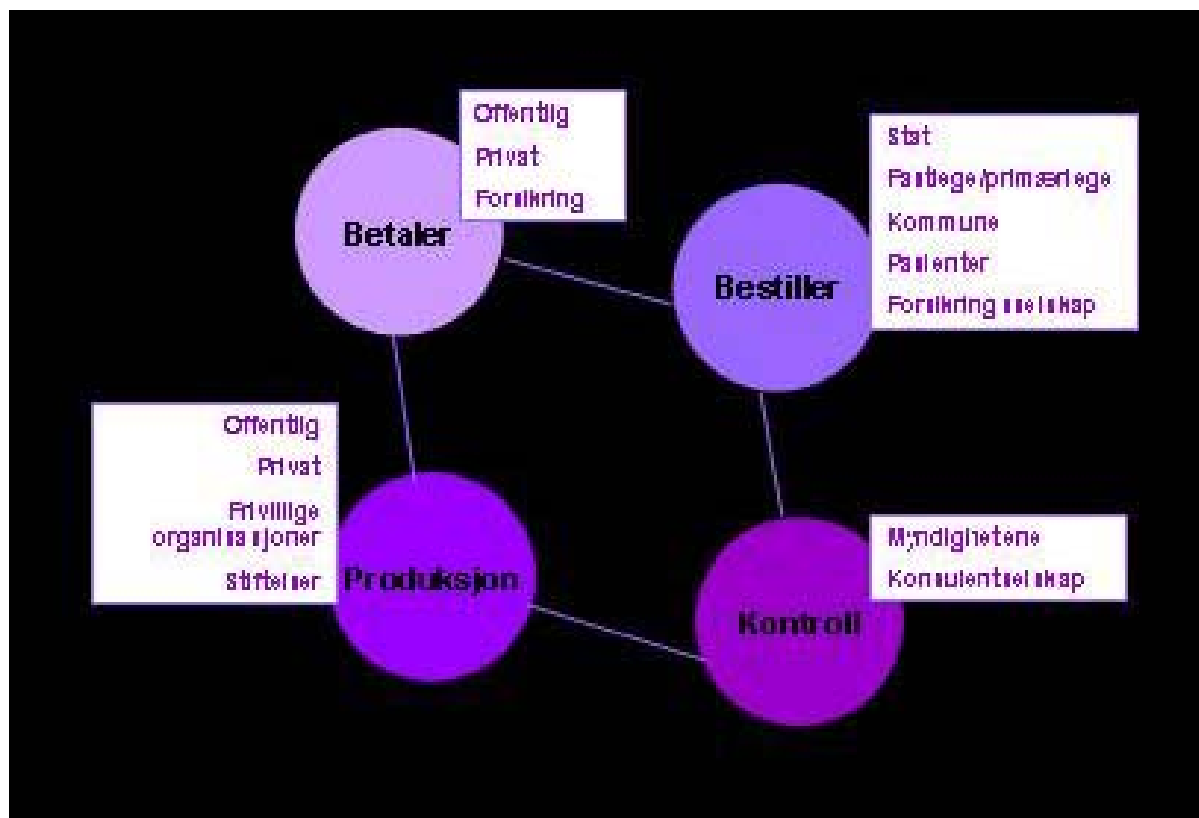 Betaler
Offentlig
Privat
Forsikring
Bestiller
Stat
Fastlege/primærlege
Kommune
Pasienter
Forsikringsselskap
Offentlig
Privat
Frivillige
organisasjoner
Stiftelser
Produksjon
Kontroll
Myndighetene
Konsulentselskap